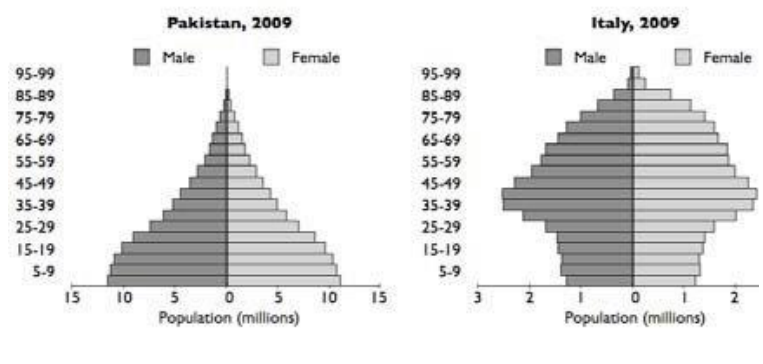 Pakistan, 2009
Male
Female
95-99
85-89
75-79
65-69
55-59
45-49
35-39
25-29
15-19
5-9
15 10 5 0 5 10 15
Population (millions)
Italy, 2009
Male
Female
95-99
85-89
75-79
65-69
55-59
45-49
35-39
25-29
15-19
5-9
3 2 1 0 1 2
Population (millions)